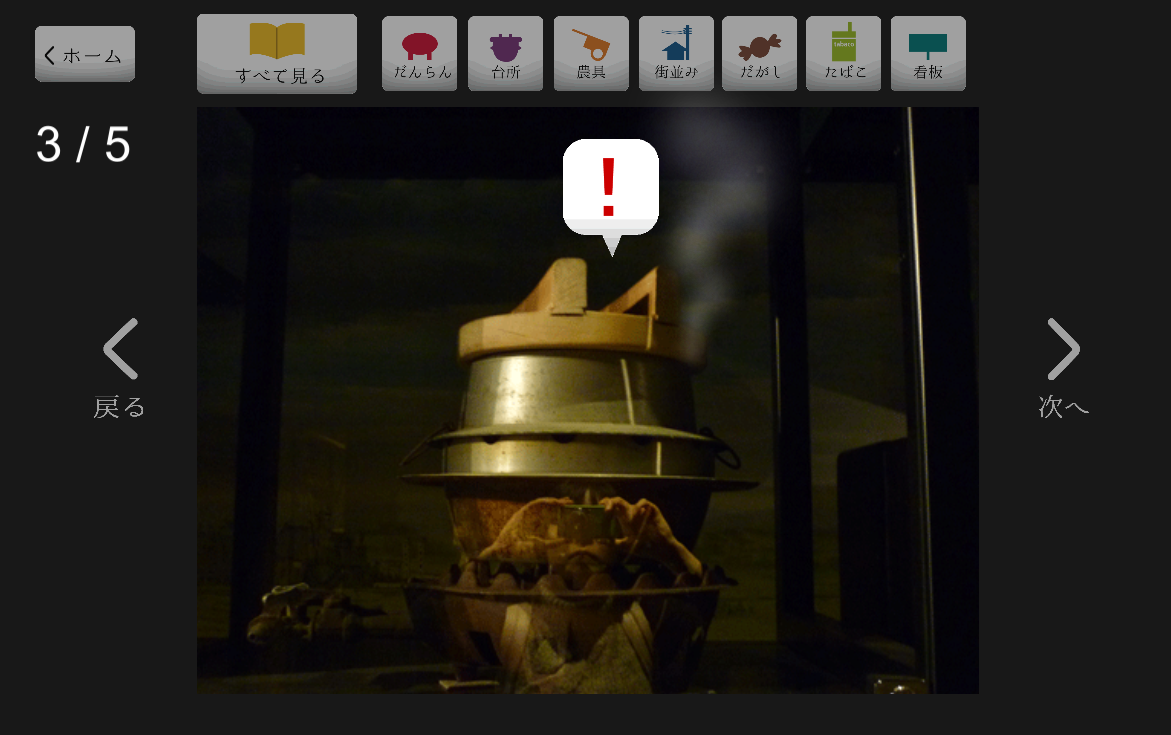 ホーム
すべて見る
だんらん
台所
農具
街並み
だがし
tabaco
たばこ
看板
3 / 5
!
戻る
次へ